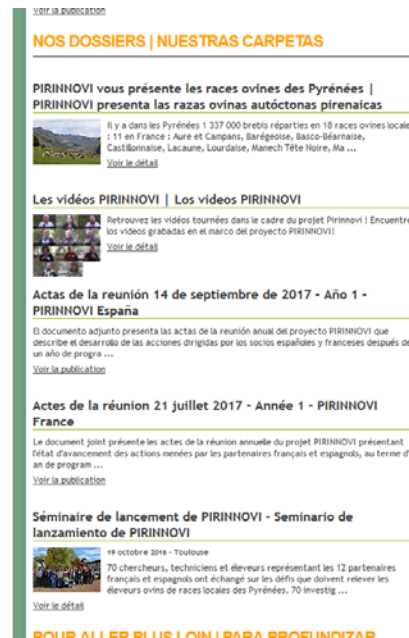 Voir la publication
NOS DOSSIERS | NUESTRAS CARPETAS
PIRINNOVI vous présente les races ovines des Pyrénées |
PIRINNOVI presenta las razas ovinas autóctonas pirenaicas
Il y a dans les Pyrénées 1 337 000 brebis réparties en 18 races ovines locale
: 11 en France : Aure et Campans, Barégeoise, Basco-Béarnaise,
Castillonnaise, Lacaune, Lourdaise, Manech Tête Noire, Ma ...
Voir le détail
Les vidéos PIRINNOVI | Los videos PIRINNOVI
Retrouvez les vidéos tournées dans le cadre du projet Pirinnovi ! Encuentre
los videos grabadas en el marco del proyecto PIRINNOVI!
Voir le détail
Actas de la reunión 14 de septiembre de 2017 - Año 1 -
PIRINNOVI España
El documento adjunto presenta las actas de la reunión anual del proyecto PIRINNOVI que
describe el desarrollo de las acciones dirigidas por los socios españoles y franceses después de
un año de progra ...
Voir la publication
Actes de la réunion 21 juillet 2017 - Année 1 - PIRINNOVI
France
Le document joint présente les actes de la réunion annuelle du projet PIRINNOVI présentant
l'état d'avancement des actions menées par les partenaires français et espagnols, au terme d'
an de program ...
Voir la publication
Séminaire de lancement de PIRINNOVI - Seminario de
lanzamiento de PIRINNOVI
19 octobre 2016 - Toulouse
70 chercheurs, techniciens et éleveurs représentant les 12 partenaires
français et espagnols ont échangé sur les défis que doivent relever les
éleveurs ovins de races locales des Pyrénées. 70 investig ...
Voir le détail
POUR ALLER PLUS LOIN | PARA PROFUNDIZAR